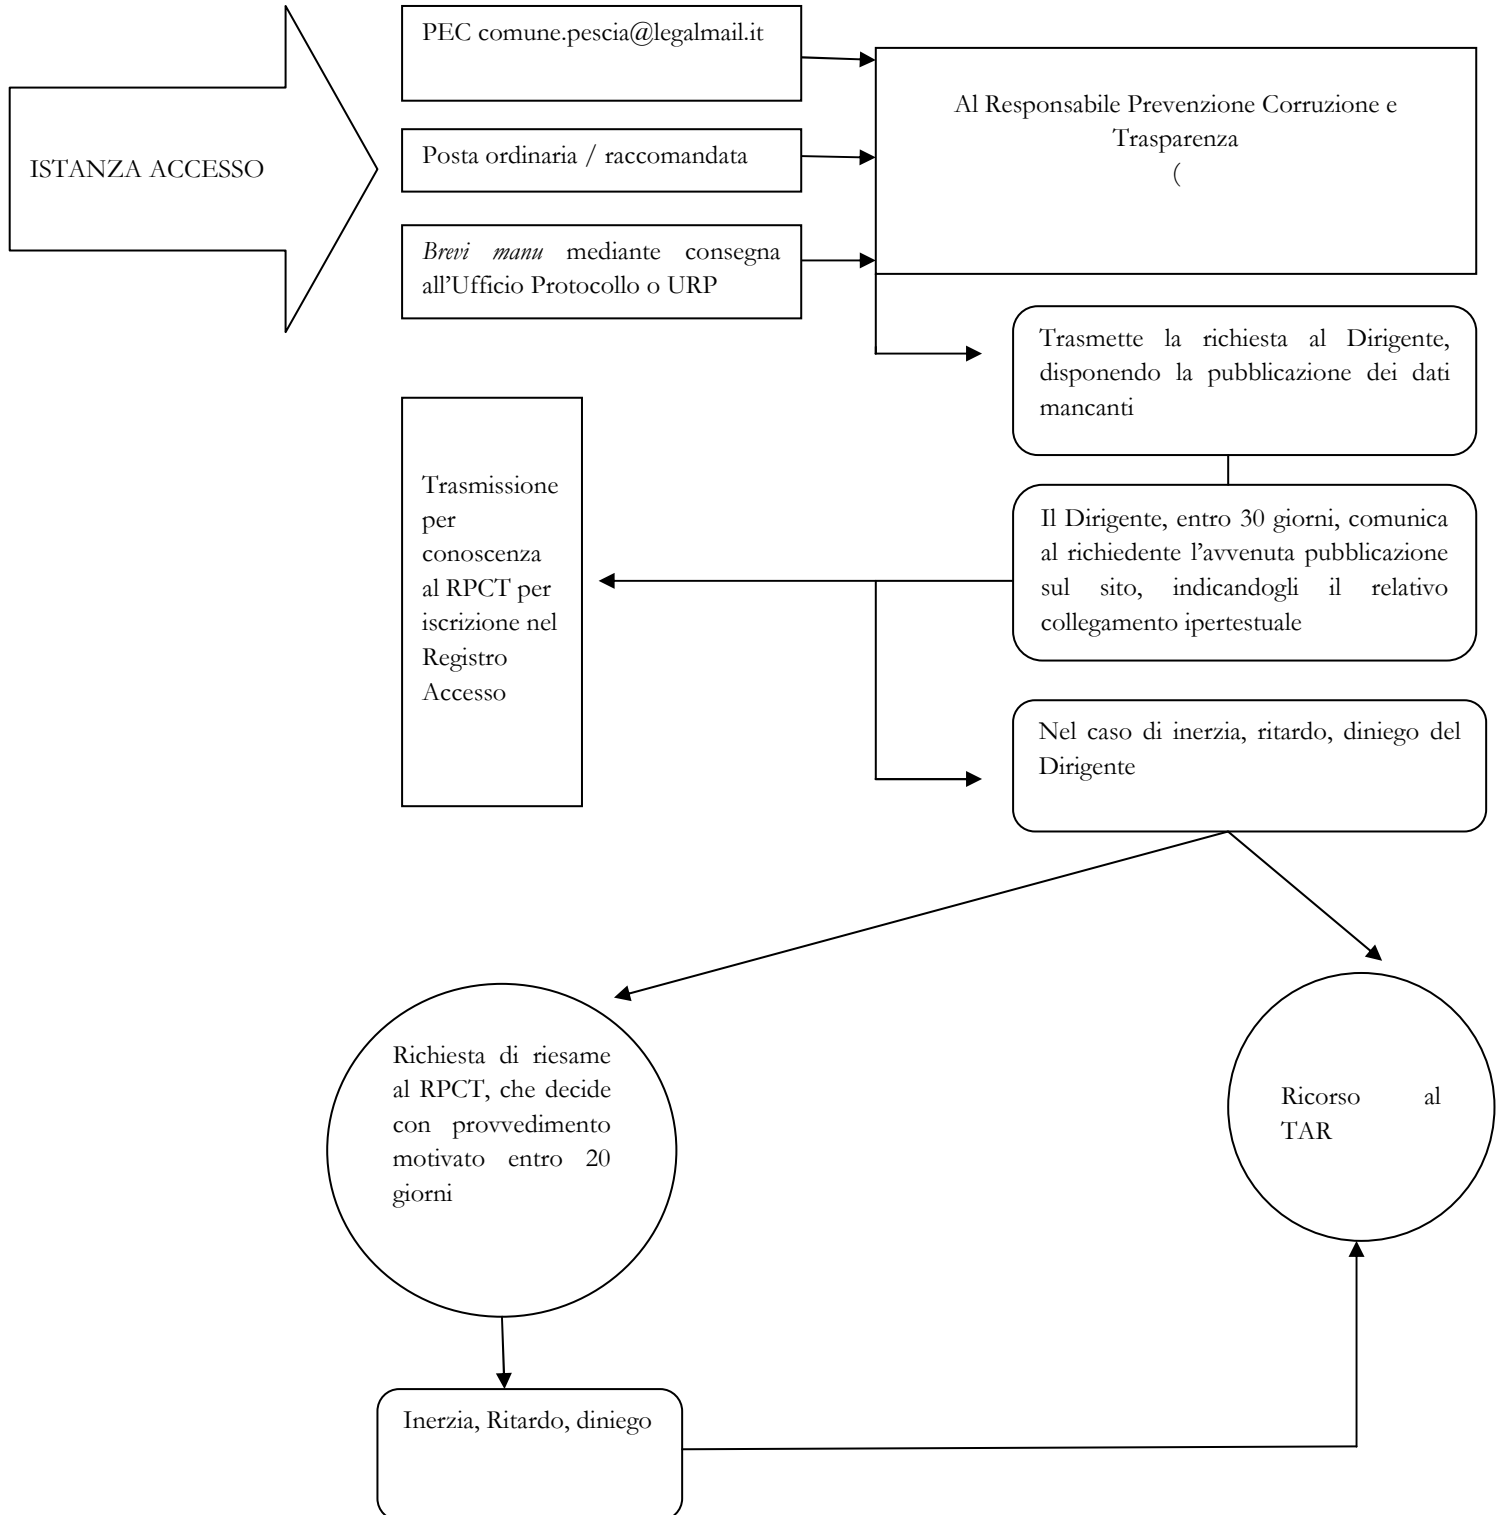 PEC comune.pescia@legalmail.it
Al Responsabile Prevenzione Corruzione e
Trasparenza
(
ISTANZA ACCESSO
Posta ordinaria / raccomandata
Brevi manu mediante consegna
all’Ufficio Protocollo o URP
Trasmette la richiesta al Dirigente,
disponendo la pubblicazione dei dati
mancanti
Trasmissione
per
conoscenza
al RPCT per
iscrizione nel
Registro
Accesso
Il Dirigente, entro 30 giorni, comunica
al richiedente l’avvenuta pubblicazione
sul sito, indicandogli il relativo
collegamento ipertestuale
Nel caso di inerzia, ritardo, diniego del
Dirigente
Richiesta di riesame
al RPCT, che decide
con provvedimento
motivato entro 20
giorni
Ricorso al
TAR
Inerzia, Ritardo, diniego